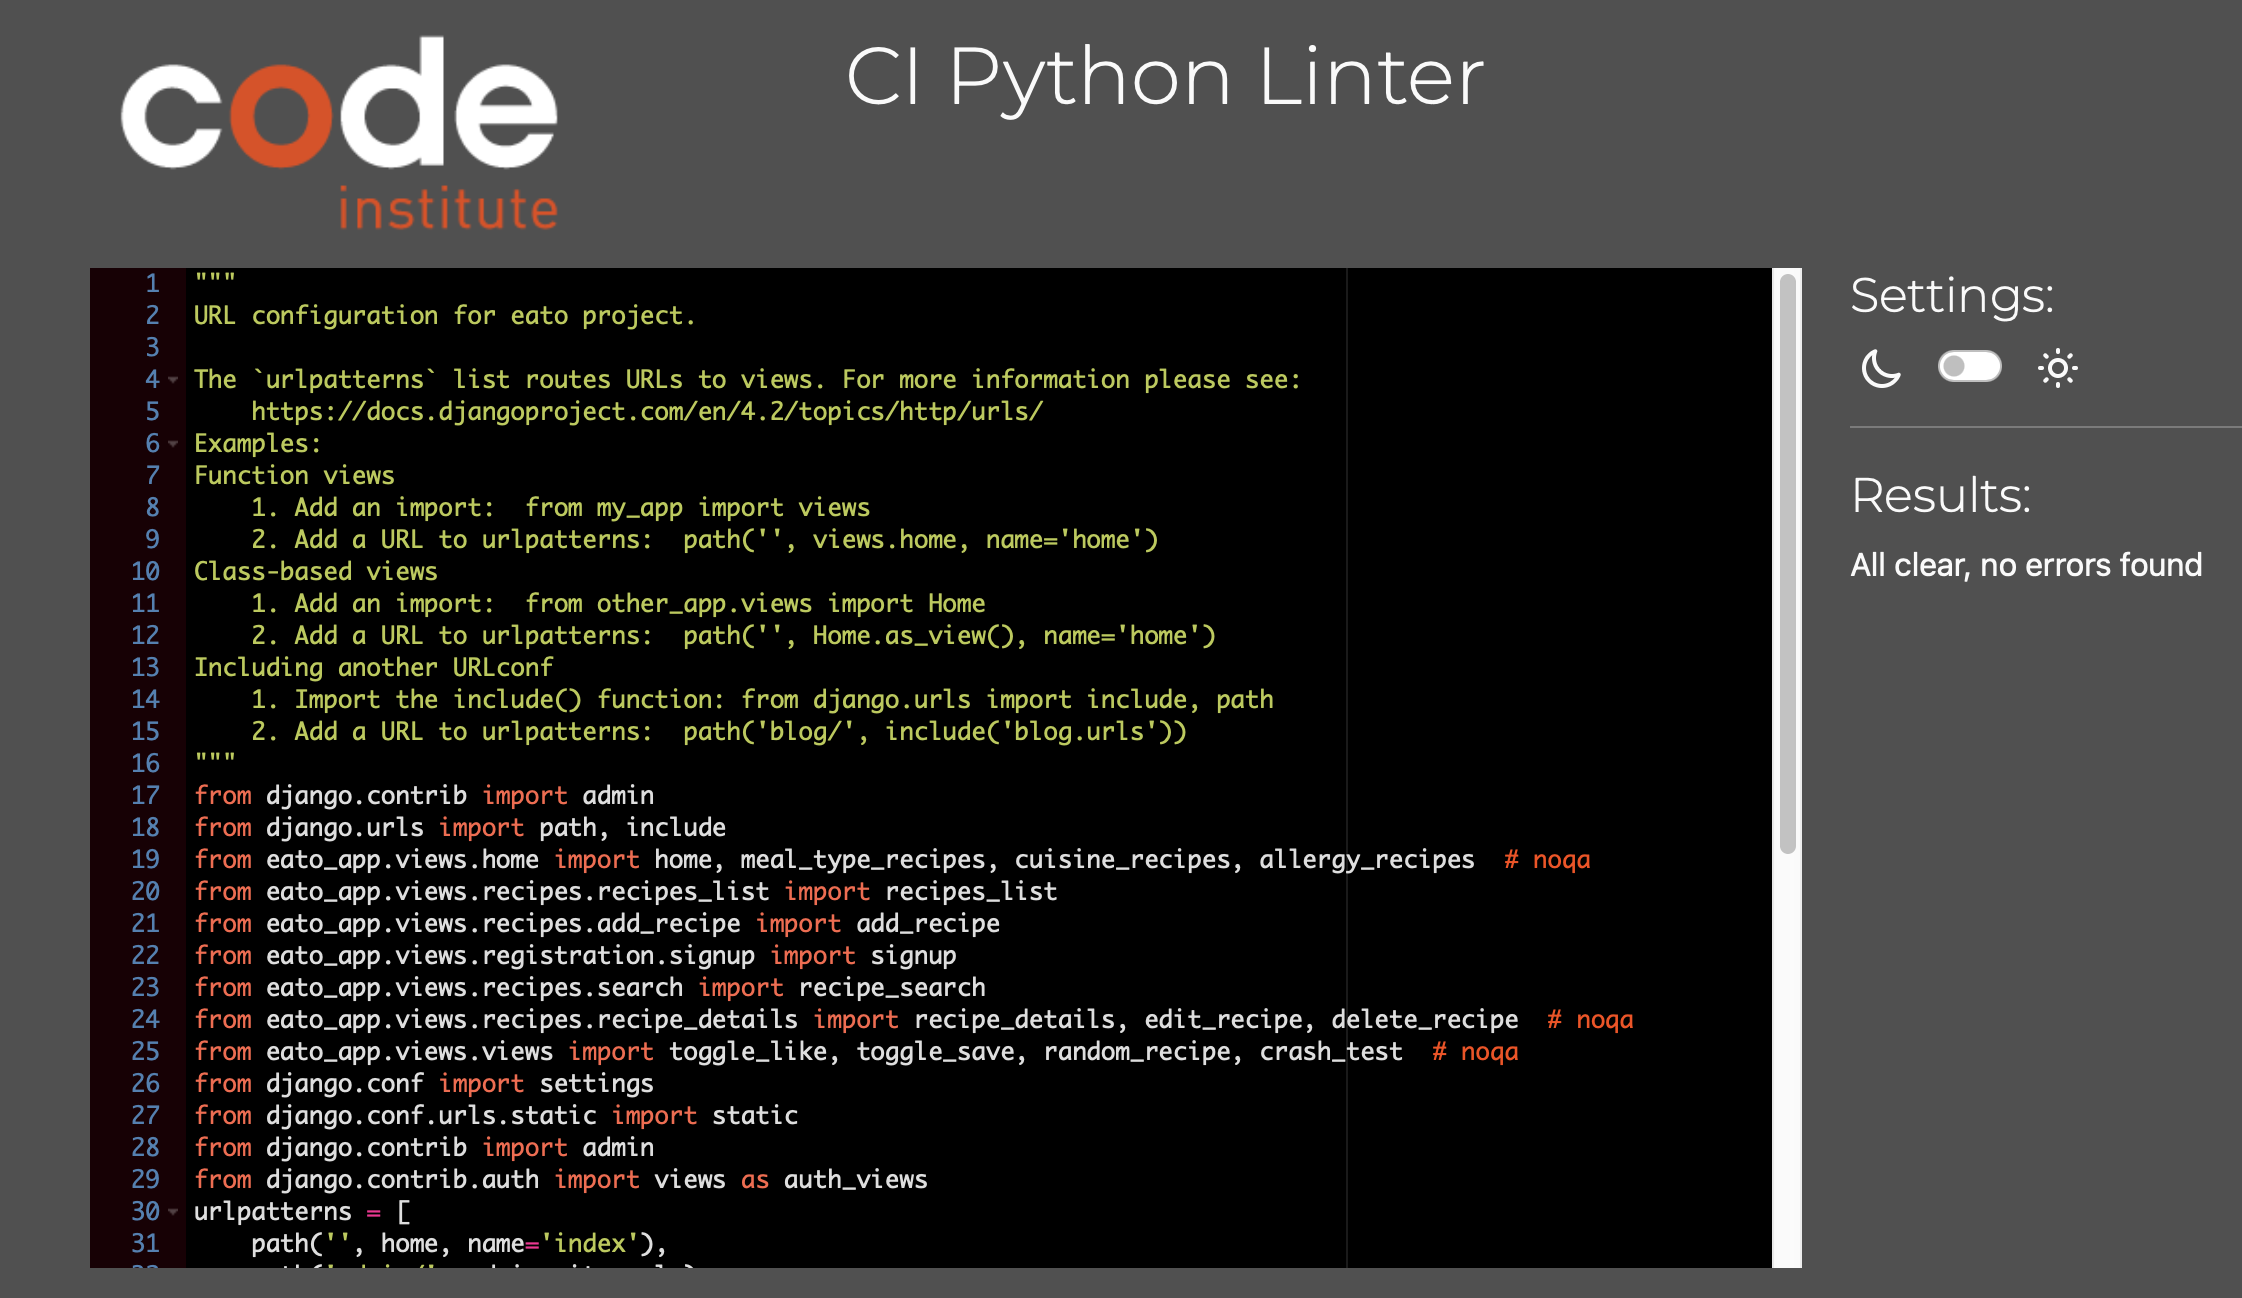 code
institute
CI Python Linter
1 """
2 URL configuration for eato project.
3
4 The `urlpatterns` list routes URLs to views. For more information please see:
5     https://docs.djangoproject.com/en/4.2/topics/http/urls/
6 Examples:
7 Function views
8     1. Add an import:  from my_app import views
9     2. Add a URL to urlpatterns:  path('', views.home, name='home')
10 Class-based views
11     1. Add an import:  from other_app.views import Home
12     2. Add a URL to urlpatterns:  path('', Home.as_view(), name='home')
13 Including another URLconf
14     1. Import the include() function: from django.urls import include, path
15     2. Add a URL to urlpatterns:  path('blog/', include('blog.urls'))
16 """
17 from django.contrib import admin
18 from django.urls import path, include
19 from eato_app.views.home import home, meal_type_recipes, cuisine_recipes, allergy_recipes  # noqa
20 from eato_app.views.recipes.recipes_list import recipes_list
21 from eato_app.views.recipes.add_recipe import add_recipe
22 from eato_app.views.registration.signup import signup
23 from eato_app.views.recipes.search import recipe_search
24 from eato_app.views.recipes.recipe_details import recipe_details, edit_recipe, delete_recipe  # noqa
25 from eato_app.views.views import toggle_like, toggle_save, random_recipe, crash_test  # noqa
26 from django.conf import settings
27 from django.conf.urls.static import static
28 from django.contrib import admin
29 from django.contrib.auth import views as auth_views
30 urlpatterns = [
31     path('', home, name='index'),
Settings:
Results:
All clear, no errors found